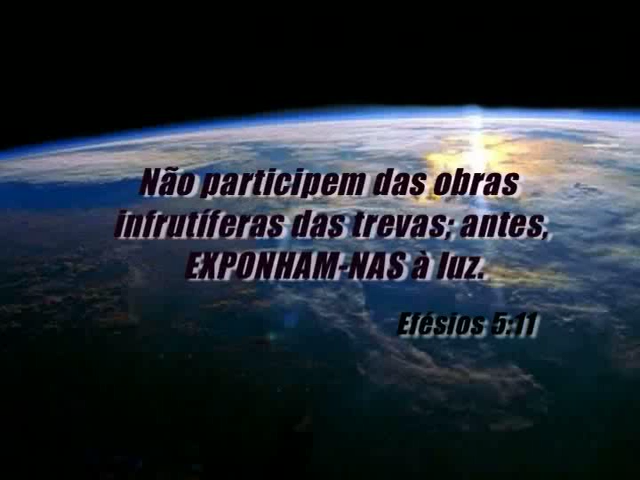 Não participem das obras
infrutíferas das trevas; antes,
EXPONHAM-NAS à luz.
Efésios 5:11